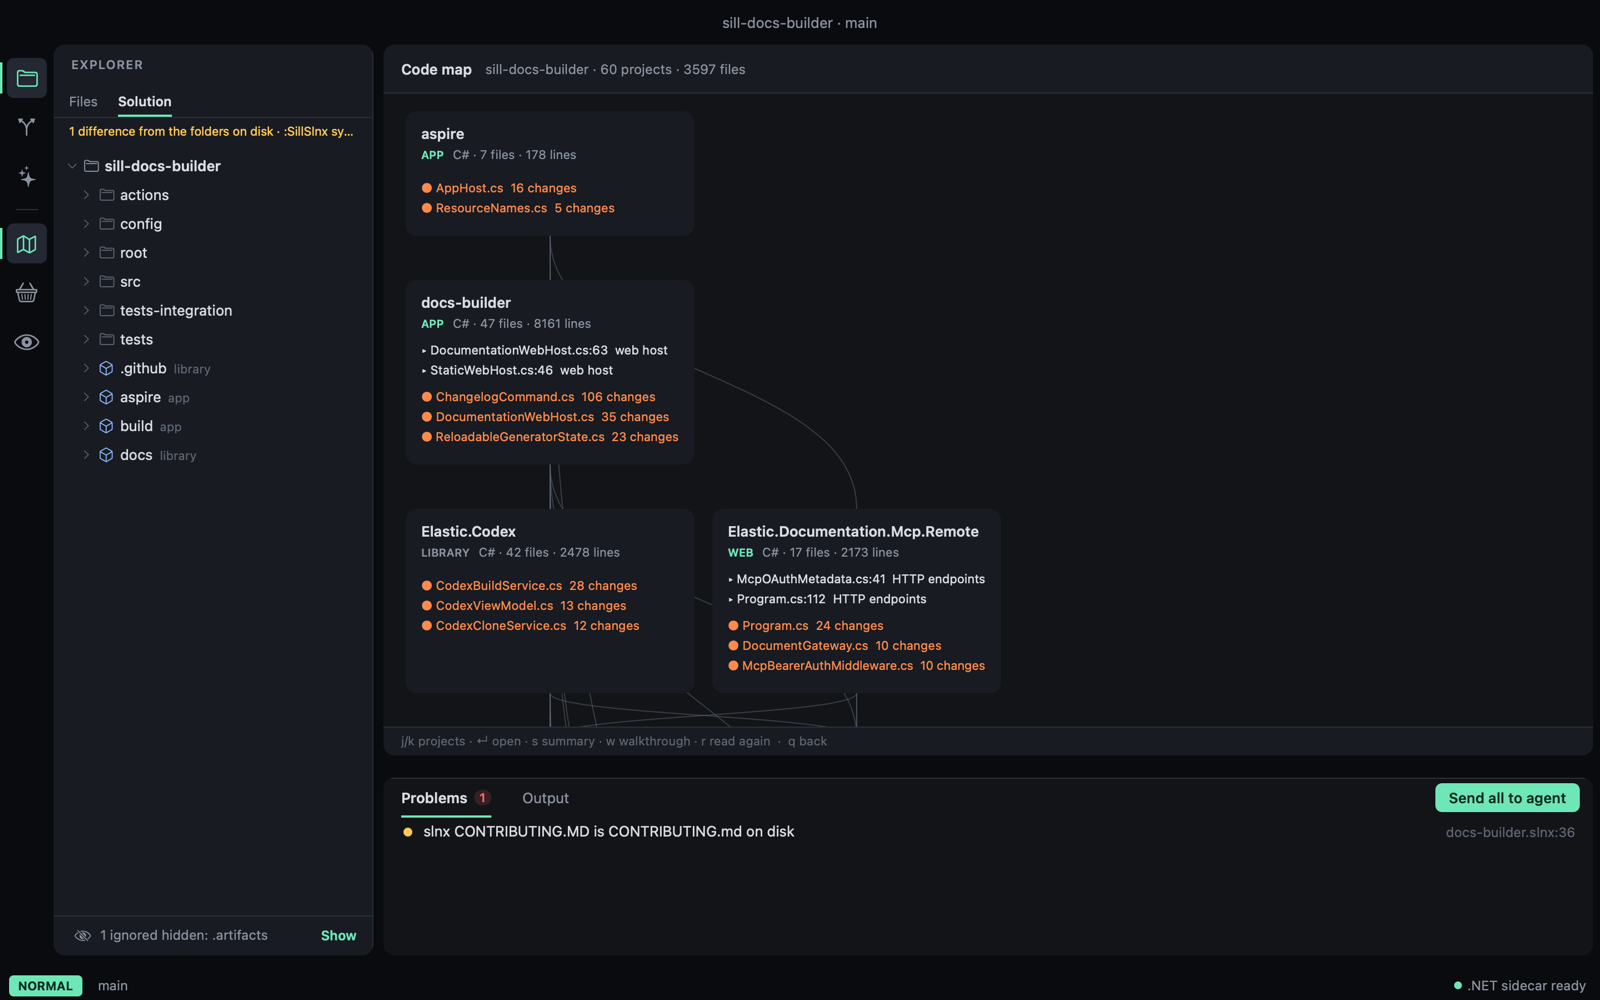 sill-docs-builder · main
EXPLORER
Files
Solution
1 difference from the folders on disk · :SillSlnx sy...
sill-docs-builder
actions
config
root
src
tests-integration
tests
.github library
aspire app
build app
docs library
1 ignored hidden: .artifacts
Show
Code map sill-docs-builder · 60 projects · 3597 files
aspire
APP C# · 7 files · 178 lines
AppHost.cs 16 changes
ResourceNames.cs 5 changes
docs-builder
APP C# · 47 files · 8161 lines
DocumentationWebHost.cs:63 web host
StaticWebHost.cs:46 web host
ChangelogCommand.cs 106 changes
DocumentationWebHost.cs 35 changes
ReloadableGeneratorState.cs 23 changes
Elastic.Codex
LIBRARY C# · 42 files · 2478 lines
CodexBuildService.cs 28 changes
CodexViewModel.cs 13 changes
CodexCloneService.cs 12 changes
Elastic.Documentation.Mcp.Remote
WEB C# · 17 files · 2173 lines
McpOAuthMetadata.cs:41 HTTP endpoints
Program.cs:112 HTTP endpoints
Program.cs 24 changes
DocumentGateway.cs 10 changes
McpBearerAuthMiddleware.cs 10 changes
j/k projects · ↵ open · s summary · w walkthrough · r read again · q back
Problems 1
Output
Send all to agent
slnx CONTRIBUTING.MD is CONTRIBUTING.md on disk
docs-builder.slnx:36
NORMAL
main
.NET sidecar ready